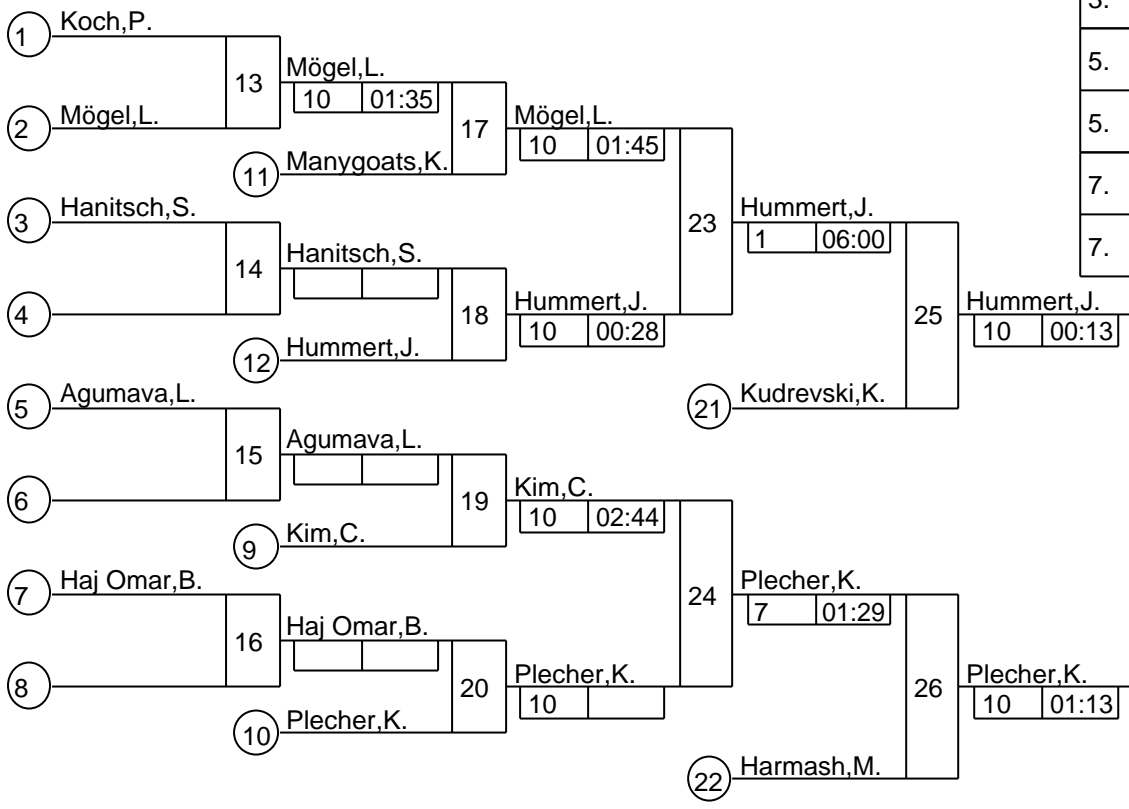 3.
1 Koch,P.
13
Mögel,L.
10 01:35
2 Mögel,L.
17
Mögel,L.
10 01:45
11 Manygoats,K.
3 Hanitsch,S.
23
Hummert,J.
1 06:00
14
Hanitsch,S.
4
18
Hummert,J.
10 00:28
12 Hummert,J.
25
Hummert,J.
10 00:13
5 Agumava,L.
21 Kudrevski,K.
15
Agumava,L.
6
19
Kim,C.
10 02:44
9 Kim,C.
7 Haj Omar,B.
24
Plecher,K.
7 01:29
16
Haj Omar,B.
8
20
Plecher,K.
10
10 Plecher,K.
26
Plecher,K.
10 01:13
22 Harmash,M.
5.
5.
7.
7.